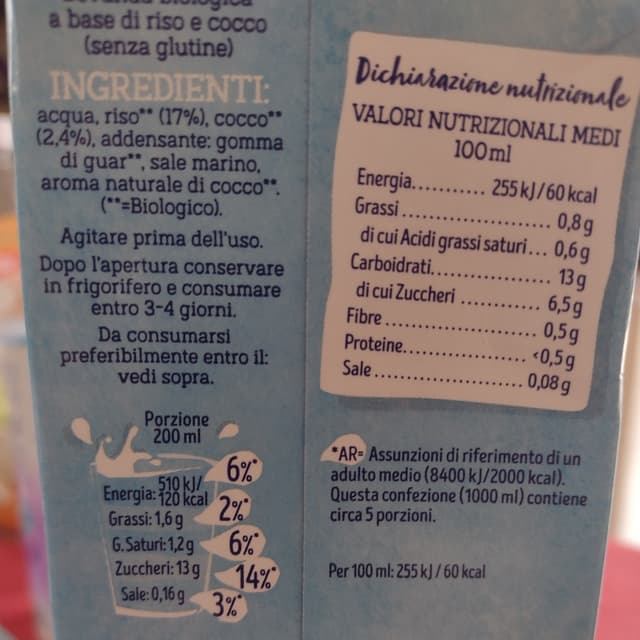 a base di riso e cocco
(senza glutine)
INGREDIENTI:
acqua, riso** (17%), cocco**
(2,4%), addensante: gomma
di guar**, sale marino,
aroma naturale di cocco**.
(**=Biologico).
Agitare prima dell'uso.
Dopo l'apertura conservare
in frigorifero e consumare
entro 3-4 giorni.
Da consumarsi
preferibilmente entro il:
vedi sopra.
Porzione
200 ml
Energia: 510 kJ/
120 kcal 6%*
Grassi: 1,6 g 2%*
G.Saturi: 1,2 g 6%*
Zuccheri: 13 g 14%*
Sale: 0,16 g 3%*
Dichiarazione nutrizionale
VALORI NUTRIZIONALI MEDI
100 ml
Energia........... 255 kJ/60 kcal
Grassi...................... 0,8 g
di cui Acidi grassi saturi... 0,6 g
Carboidrati.................. 13 g
di cui Zuccheri ............ 6,5 g
Fibre ........................ 0,5 g
Proteine................... <0,5 g
Sale ........................ 0,08 g
*AR= Assunzioni di riferimento di un
adulto medio (8400 kJ/2000 kcal).
Questa confezione (1000 ml) contiene
circa 5 porzioni.
Per 100 ml: 255 kJ / 60 kcal